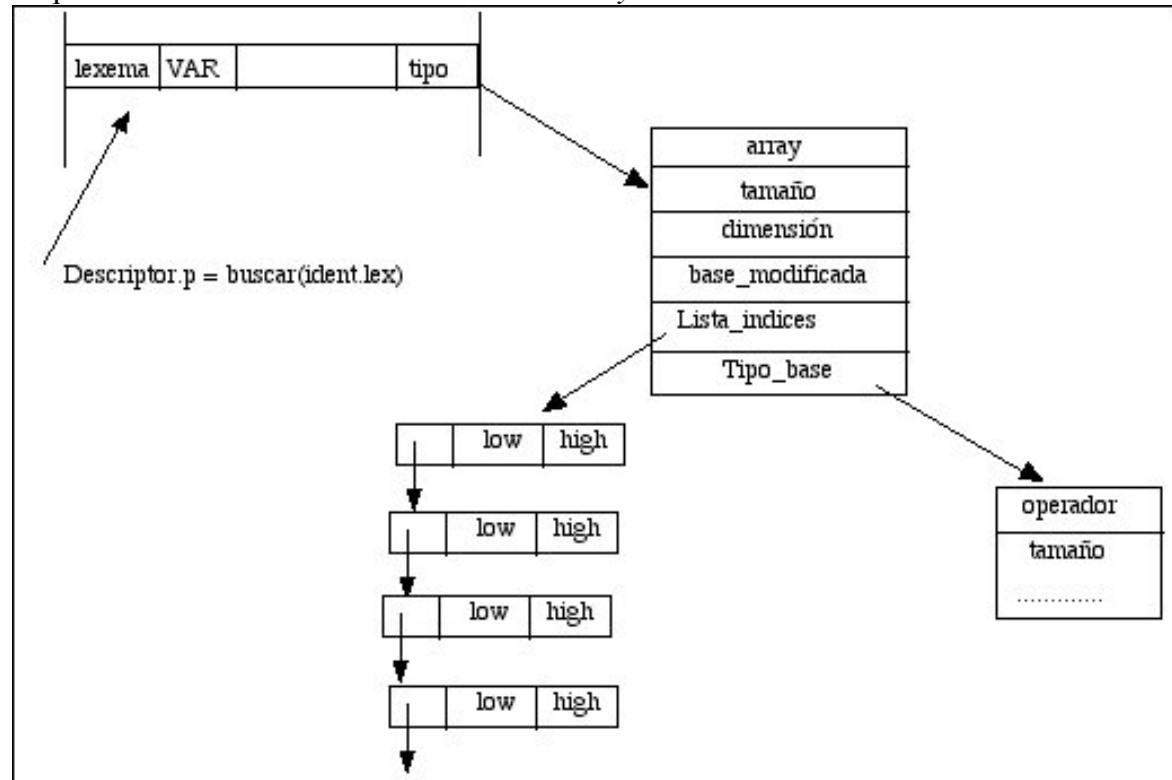 lexema VAR tipo
array
tamaño
dimensión
base_modificada
Lista_indices
Tipo_base
Descriptor.p = buscar(ident.lex)
low high
low high
low high
low high
operador
tamaño
.............